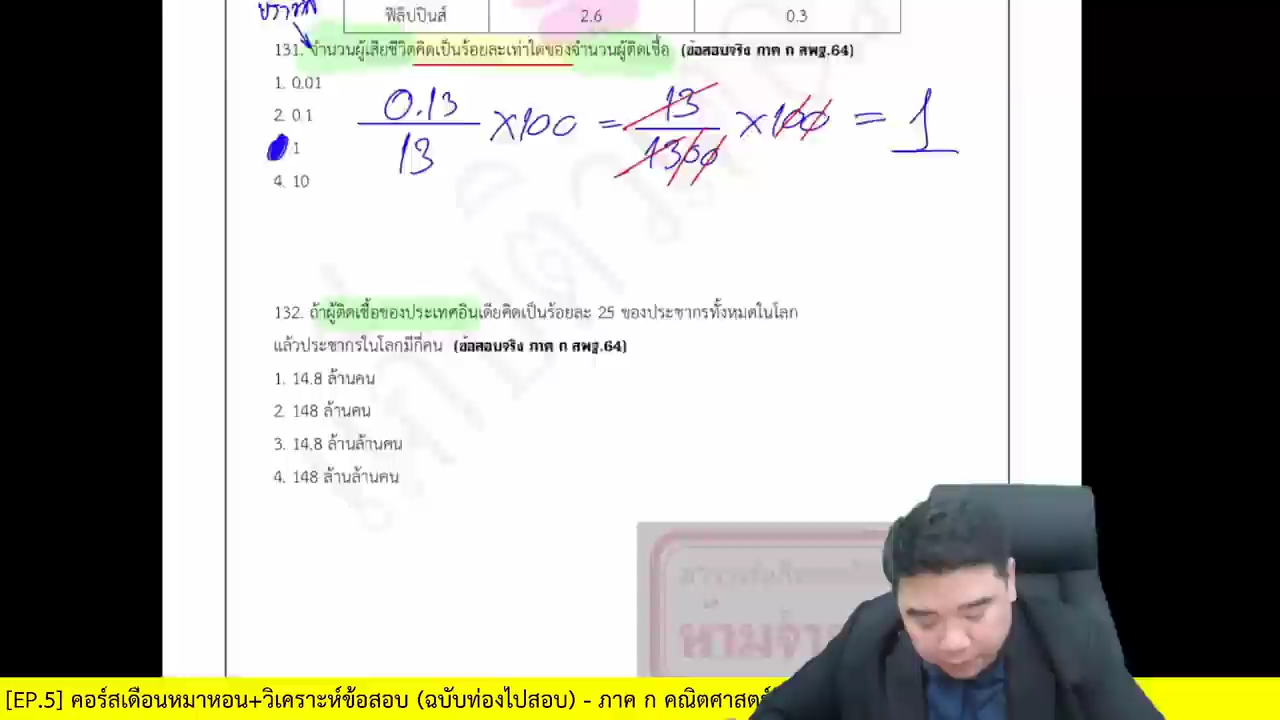 ฟิลิปปินส์ 2.6 0.3
131. จำนวนผู้เสียชีวิตคิดเป็นร้อยละเท่าใดของจำนวนผู้ติดเชื้อ (ข้อสอบจริง ภาค ก สพฐ.64)
1. 0.01
2. 0.1
1
4. 10
0.13/13 ×100 = 13/1300 ×100 = 1
132. ถ้าผู้ติดเชื้อของประเทศอินเดียคิดเป็นร้อยละ 25 ของประชากรทั้งหมดในโลก
แล้วประชากรในโลกมีกี่คน (ข้อสอบจริง ภาค ก สพฐ.64)
1. 14.8 ล้านคน
2. 148 ล้านคน
3. 14.8 ล้านล้านคน
4. 148 ล้านล้านคน
[EP.5] คอร์สเดือนหมาหอน+วิเคราะห์ข้อสอบ (ฉบับท่องไปสอบ) - ภาค ก คณิตศาสตร์